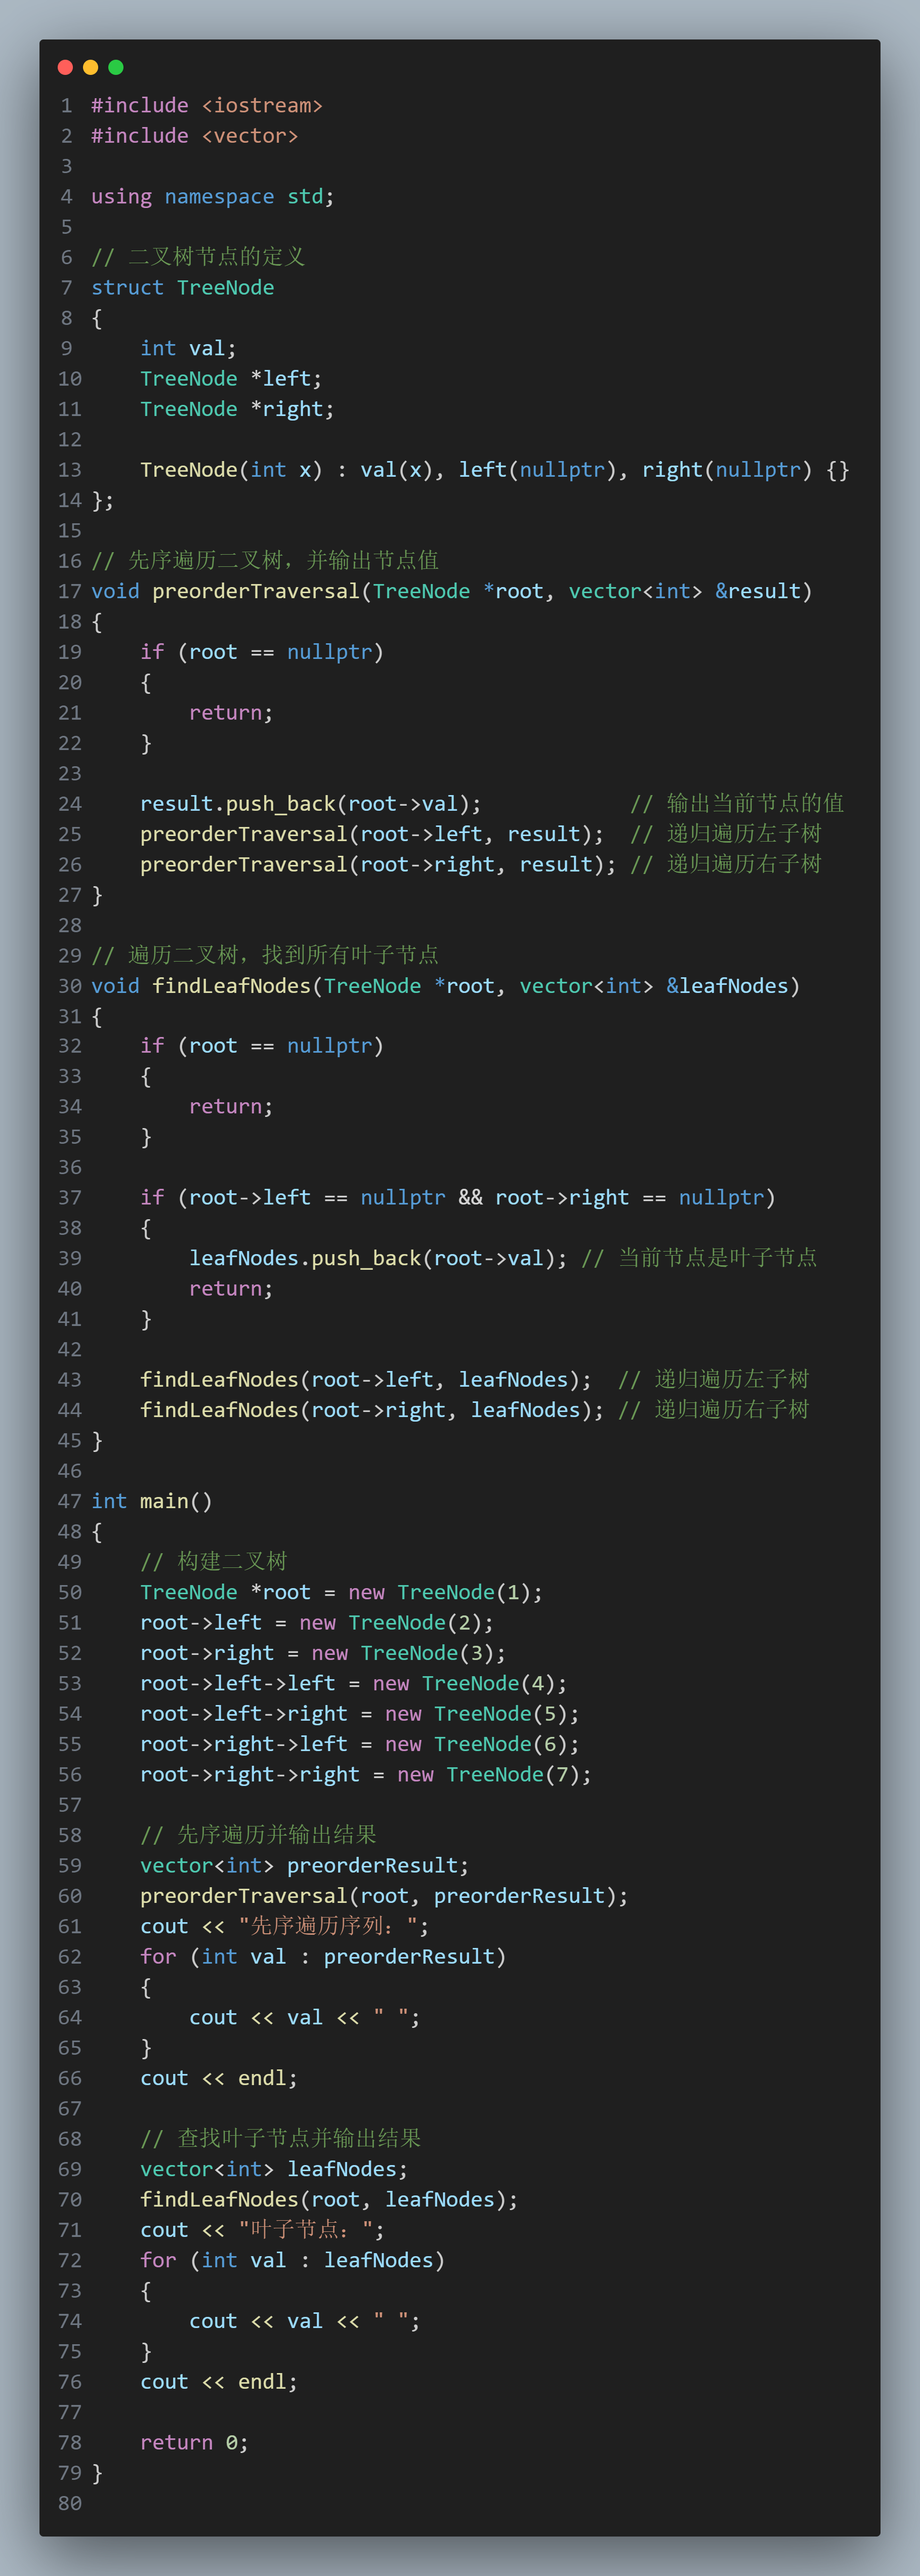 1 #include <iostream>
2 #include <vector>
3
4 using namespace std;
5
6 // 二叉树节点的定义
7 struct TreeNode
8 {
9     int val;
10     TreeNode *left;
11     TreeNode *right;
12
13     TreeNode(int x) : val(x), left(nullptr), right(nullptr) {}
14 };
15
16 // 先序遍历二叉树，并输出节点值
17 void preorderTraversal(TreeNode *root, vector<int> &result)
18 {
19     if (root == nullptr)
20     {
21         return;
22     }
23
24     result.push_back(root->val);            // 输出当前节点的值
25     preorderTraversal(root->left, result);  // 递归遍历左子树
26     preorderTraversal(root->right, result); // 递归遍历右子树
27 }
28
29 // 遍历二叉树，找到所有叶子节点
30 void findLeafNodes(TreeNode *root, vector<int> &leafNodes)
31 {
32     if (root == nullptr)
33     {
34         return;
35     }
36
37     if (root->left == nullptr && root->right == nullptr)
38     {
39         leafNodes.push_back(root->val); // 当前节点是叶子节点
40         return;
41     }
42
43     findLeafNodes(root->left, leafNodes);  // 递归遍历左子树
44     findLeafNodes(root->right, leafNodes); // 递归遍历右子树
45 }
46
47 int main()
48 {
49     // 构建二叉树
50     TreeNode *root = new TreeNode(1);
51     root->left = new TreeNode(2);
52     root->right = new TreeNode(3);
53     root->left->left = new TreeNode(4);
54     root->left->right = new TreeNode(5);
55     root->right->left = new TreeNode(6);
56     root->right->right = new TreeNode(7);
57
58     // 先序遍历并输出结果
59     vector<int> preorderResult;
60     preorderTraversal(root, preorderResult);
61     cout << "先序遍历序列：";
62     for (int val : preorderResult)
63     {
64         cout << val << " ";
65     }
66     cout << endl;
67
68     // 查找叶子节点并输出结果
69     vector<int> leafNodes;
70     findLeafNodes(root, leafNodes);
71     cout << "叶子节点：";
72     for (int val : leafNodes)
73     {
74         cout << val << " ";
75     }
76     cout << endl;
77
78     return 0;
79 }
80